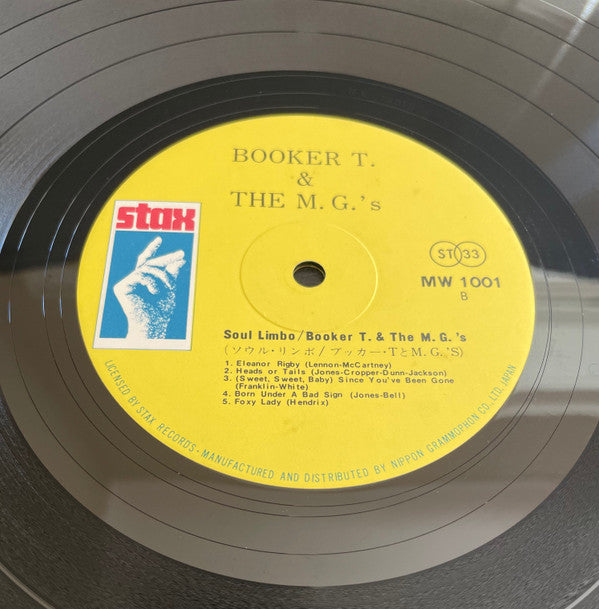 BOOKER T.
&
THE M.G.'s
stax
ST 33
MW 1001
B
Soul Limbo/Booker T. & The M.G.'s
(ソウル・リンボ/ブッカー・TとM.G.'S)
1. Eleanor Rigby (Lennon-McCartney)
2. Heads or Tails (Jones-Cropper-Dunn-Jackson)
3. (Sweet, Sweet, Baby) Since You've Been Gone
(Franklin-White)
4. Born Under A Bad Sign (Jones-Bell)
5. Foxy Lady (Hendrix)
LICENSED BY STAX RECORDS・MANUFACTURED AND DISTRIBUTED BY NIPPON GRAMMOPHON CO. LTD. JAPAN